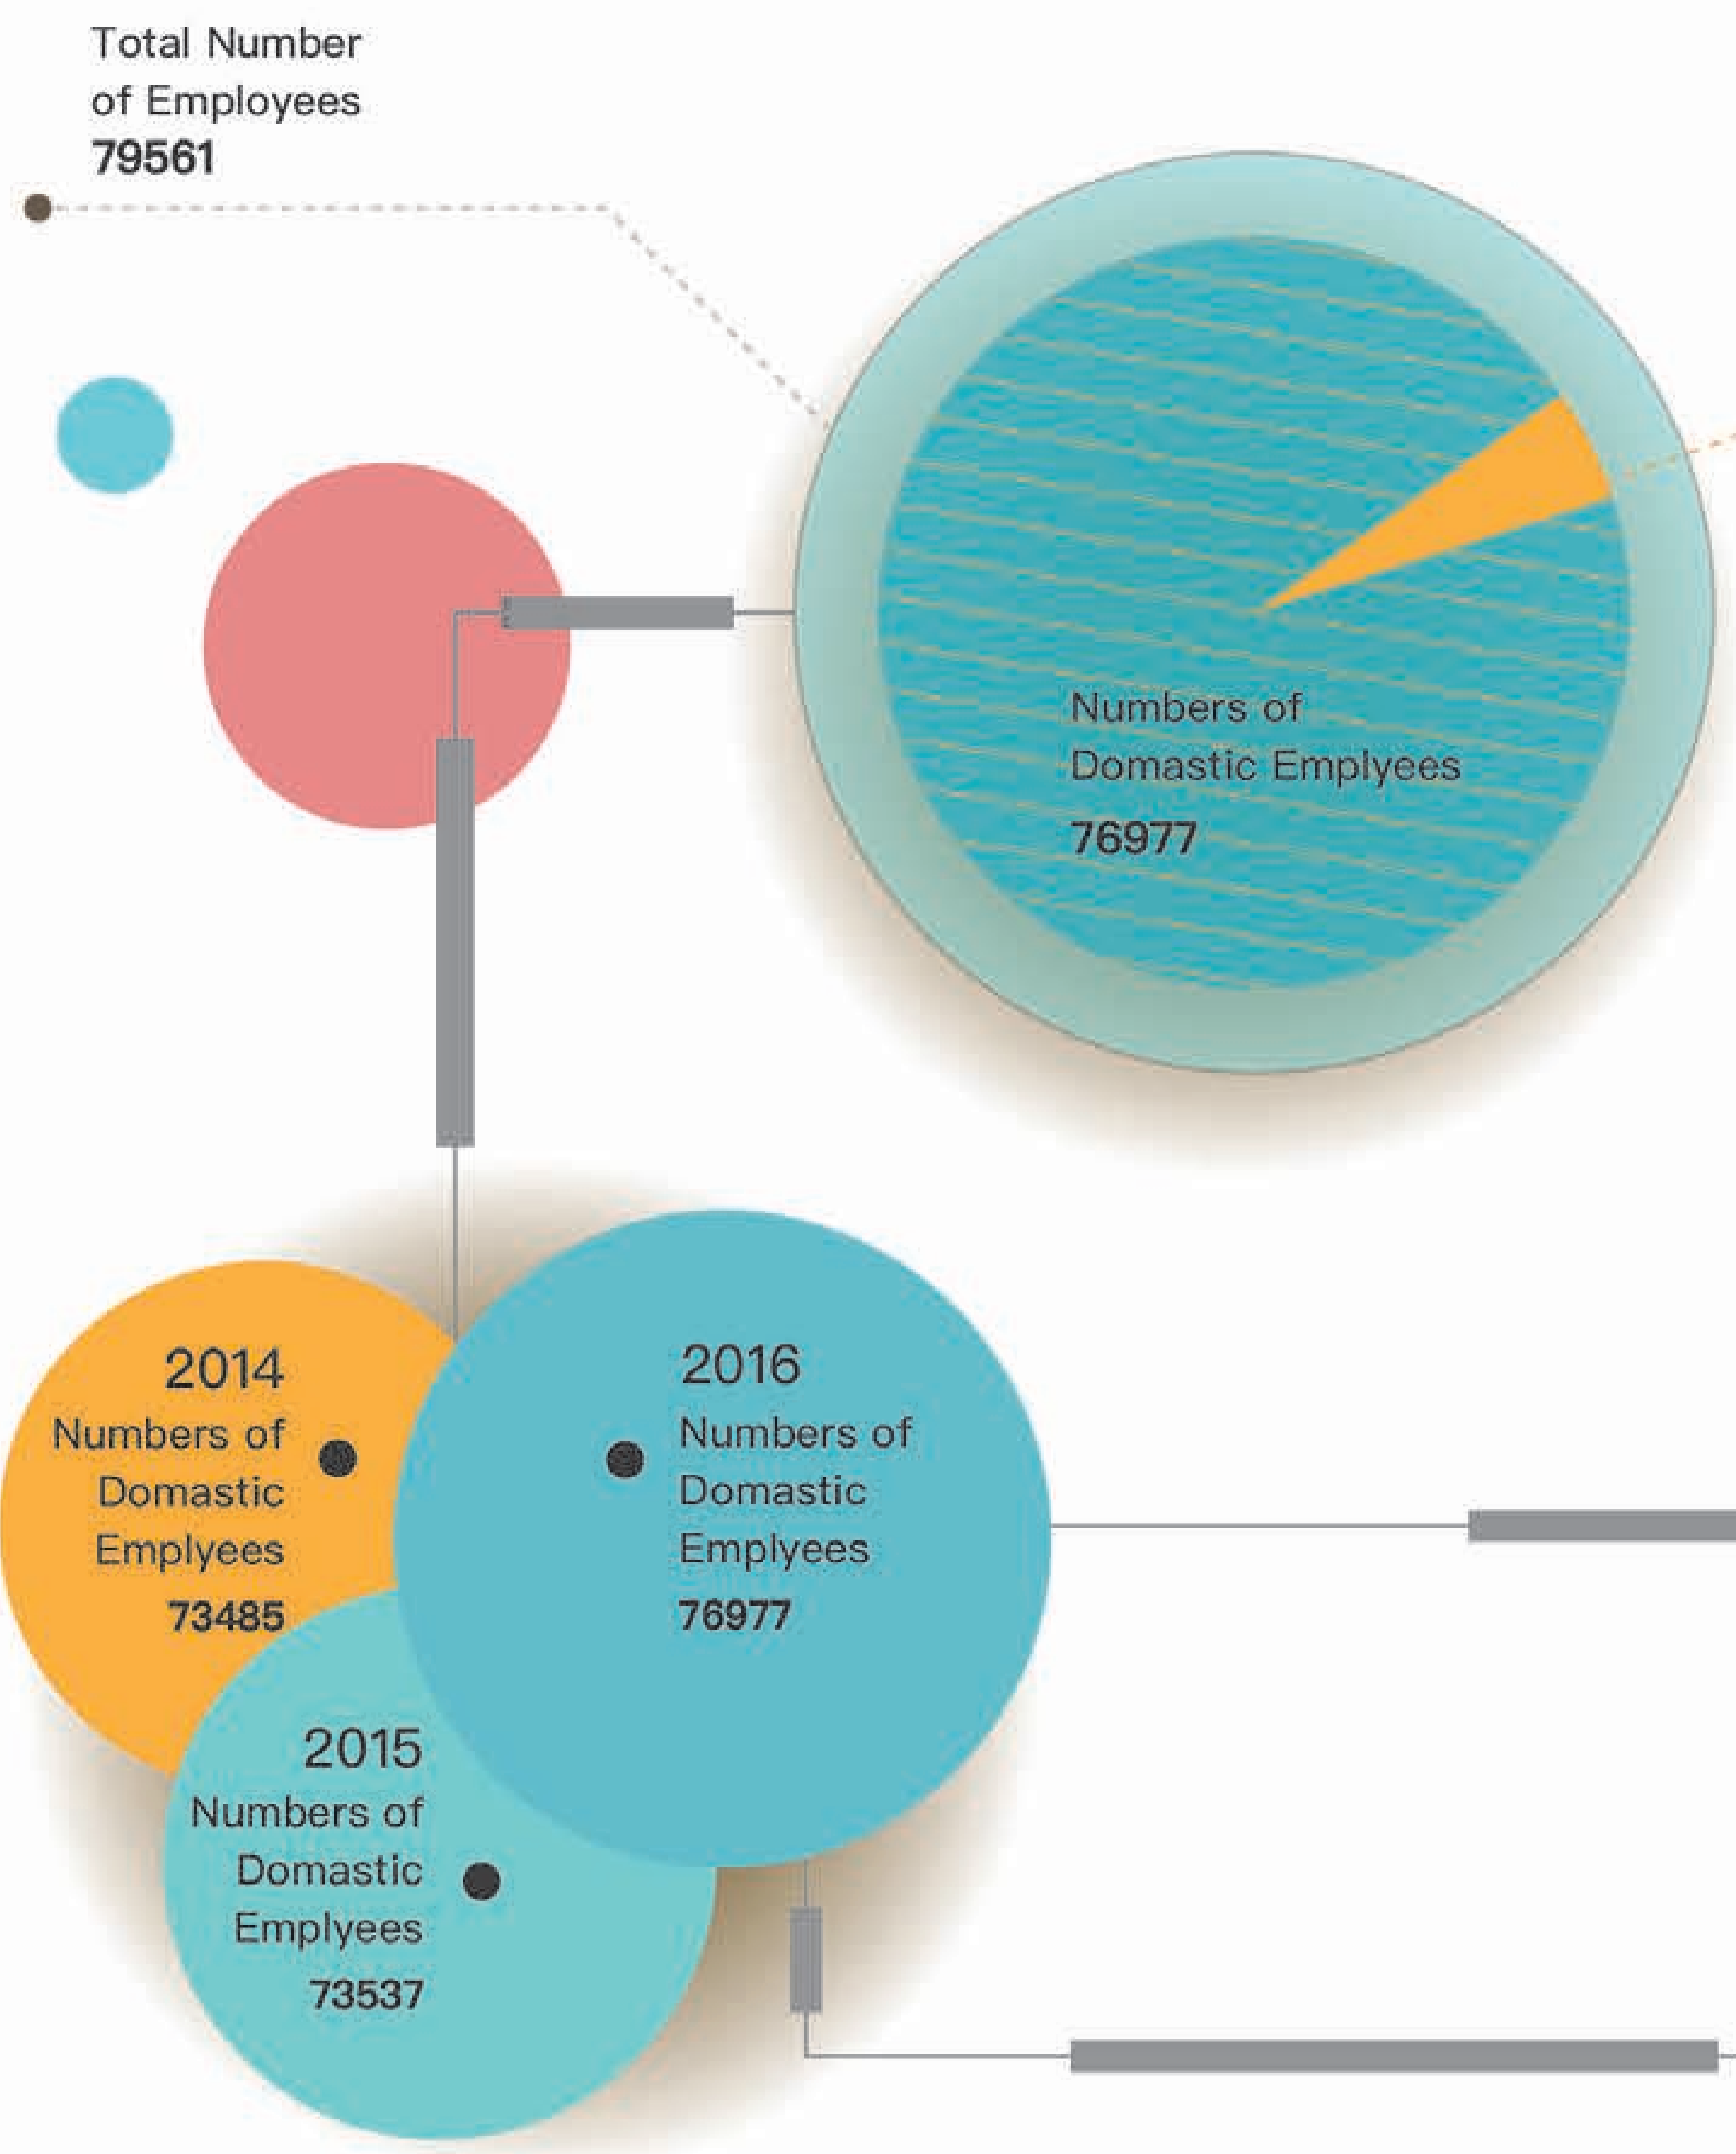 Total Number
of Employees
79561
Numbers of
Domastic Emplyees
76977
2014
Numbers of
Domastic
Emplyees
73485
2016
Numbers of
Domastic
Emplyees
76977
2015
Numbers of
Domastic
Emplyees
73537